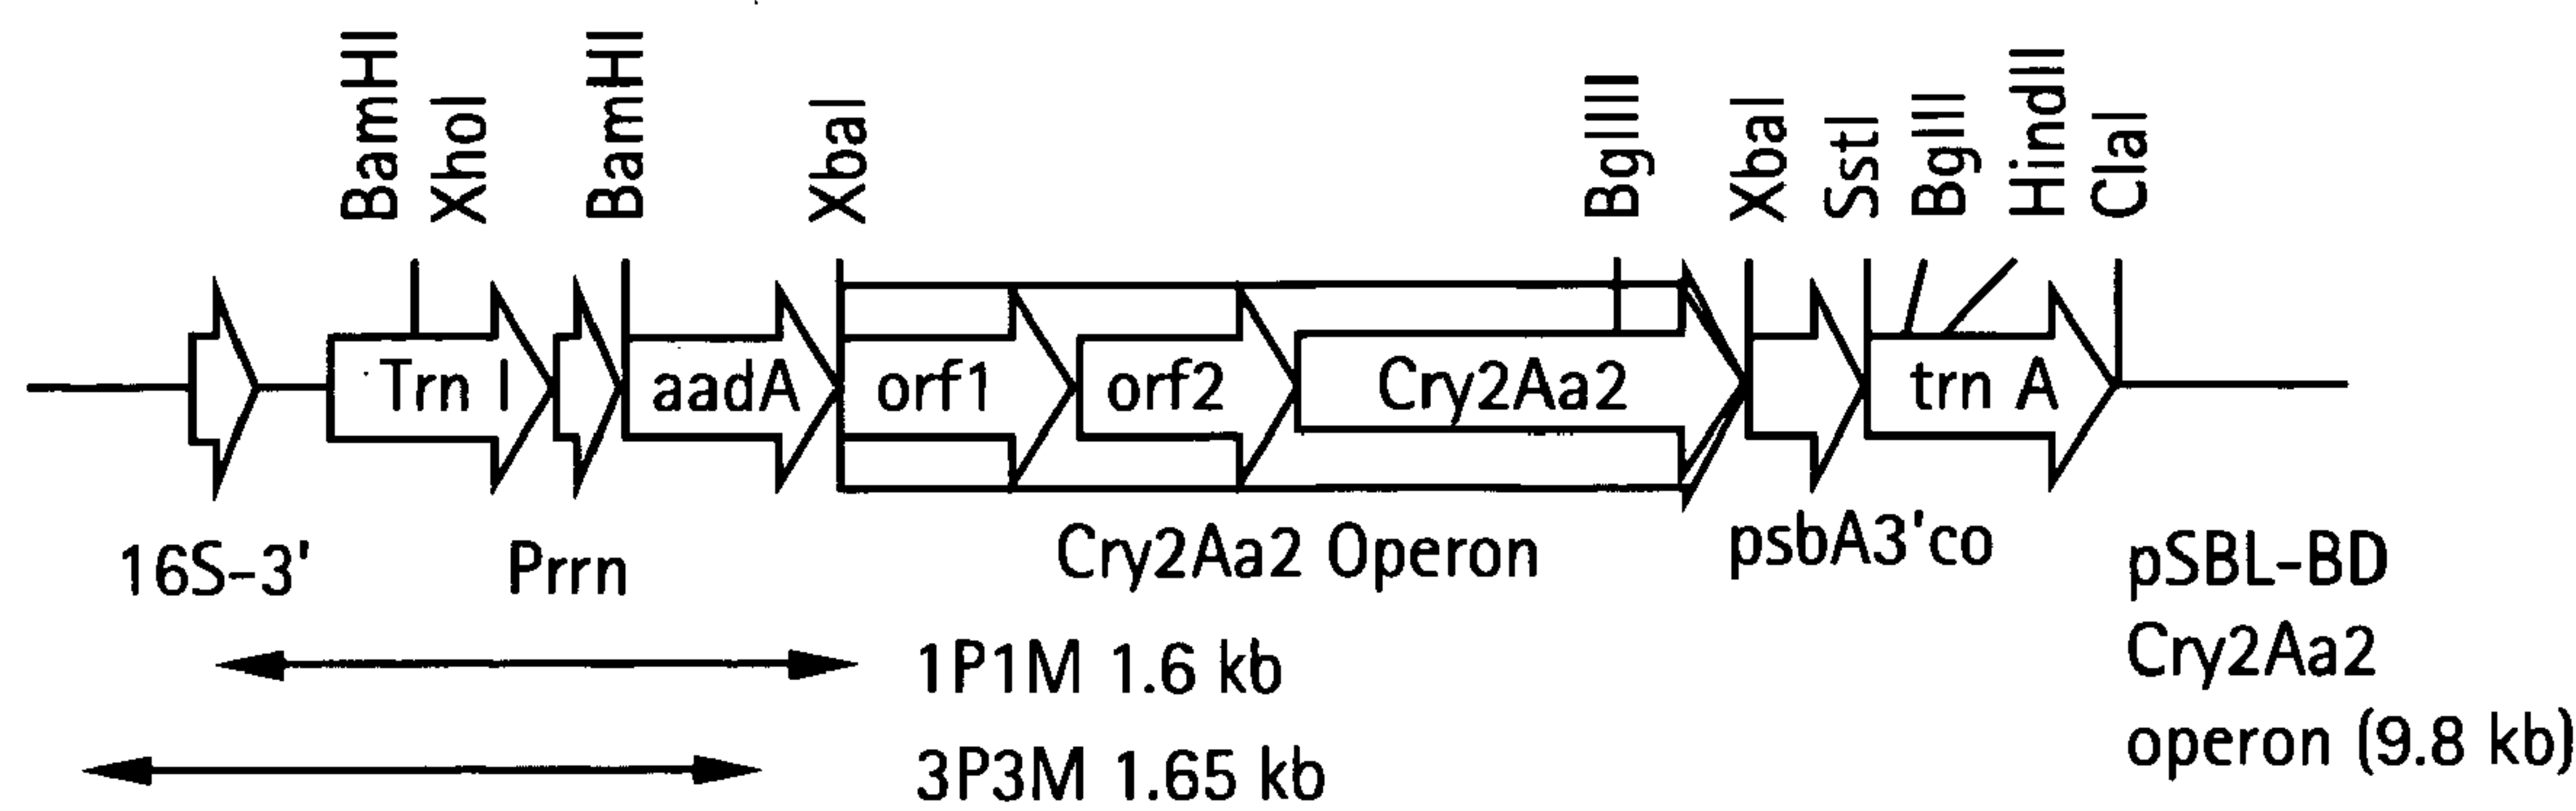 BamHI
XhoI
BamHI
XbaI
BglIII
XbaI
SstI
BglII
HindII
ClaI
Trn I
aadA
orf1
orf2
Cry2Aa2
trn A
16S-3'
Prrn
Cry2Aa2 Operon
psbA3'co
pSBL-BD
Cry2Aa2
operon (9.8 kb)
1P1M 1.6 kb
3P3M 1.65 kb